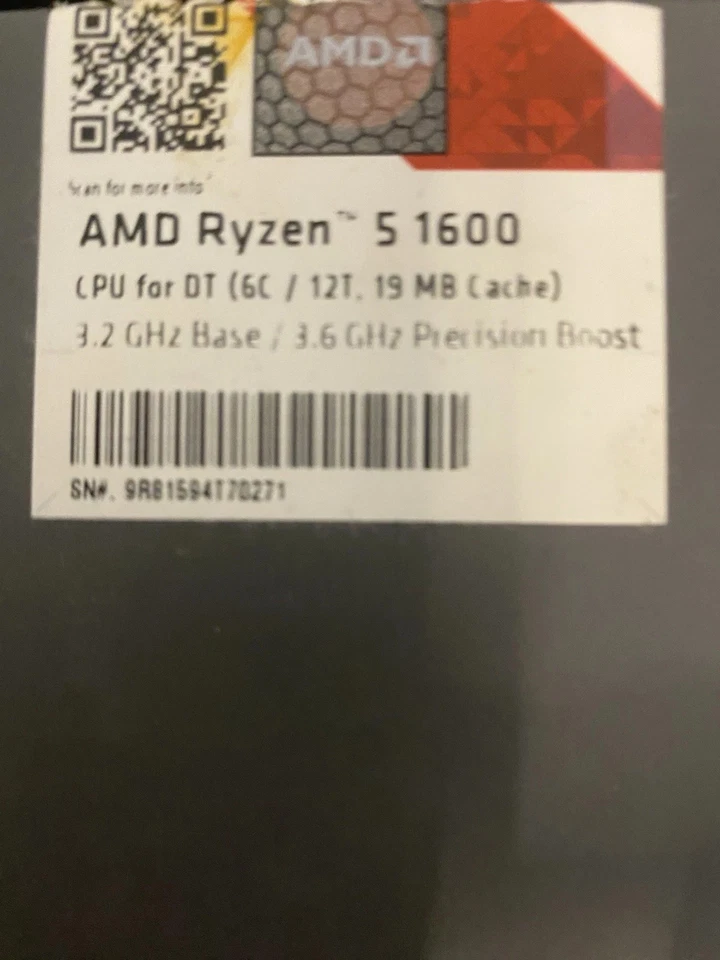 AMD
Scan for more info
AMD Ryzen™ 5 1600
CPU for DT (6C / 12T, 19 MB Cache)
3.2 GHz Base / 3.6 GHz Precision Boost
SN#. 9R81594T70271